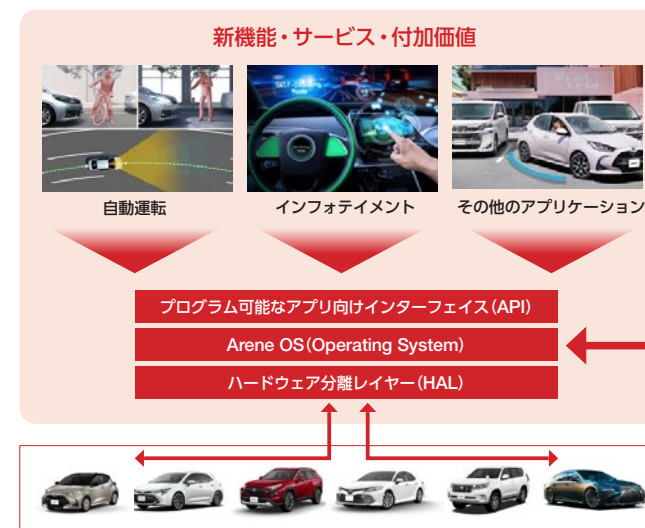 新機能・サービス・付加価値
自動運転
インフォテイメント
その他のアプリケーション
プログラム可能なアプリ向けインターフェイス(API)
Arene OS(Operating System)
ハードウェア分離レイヤー(HAL)